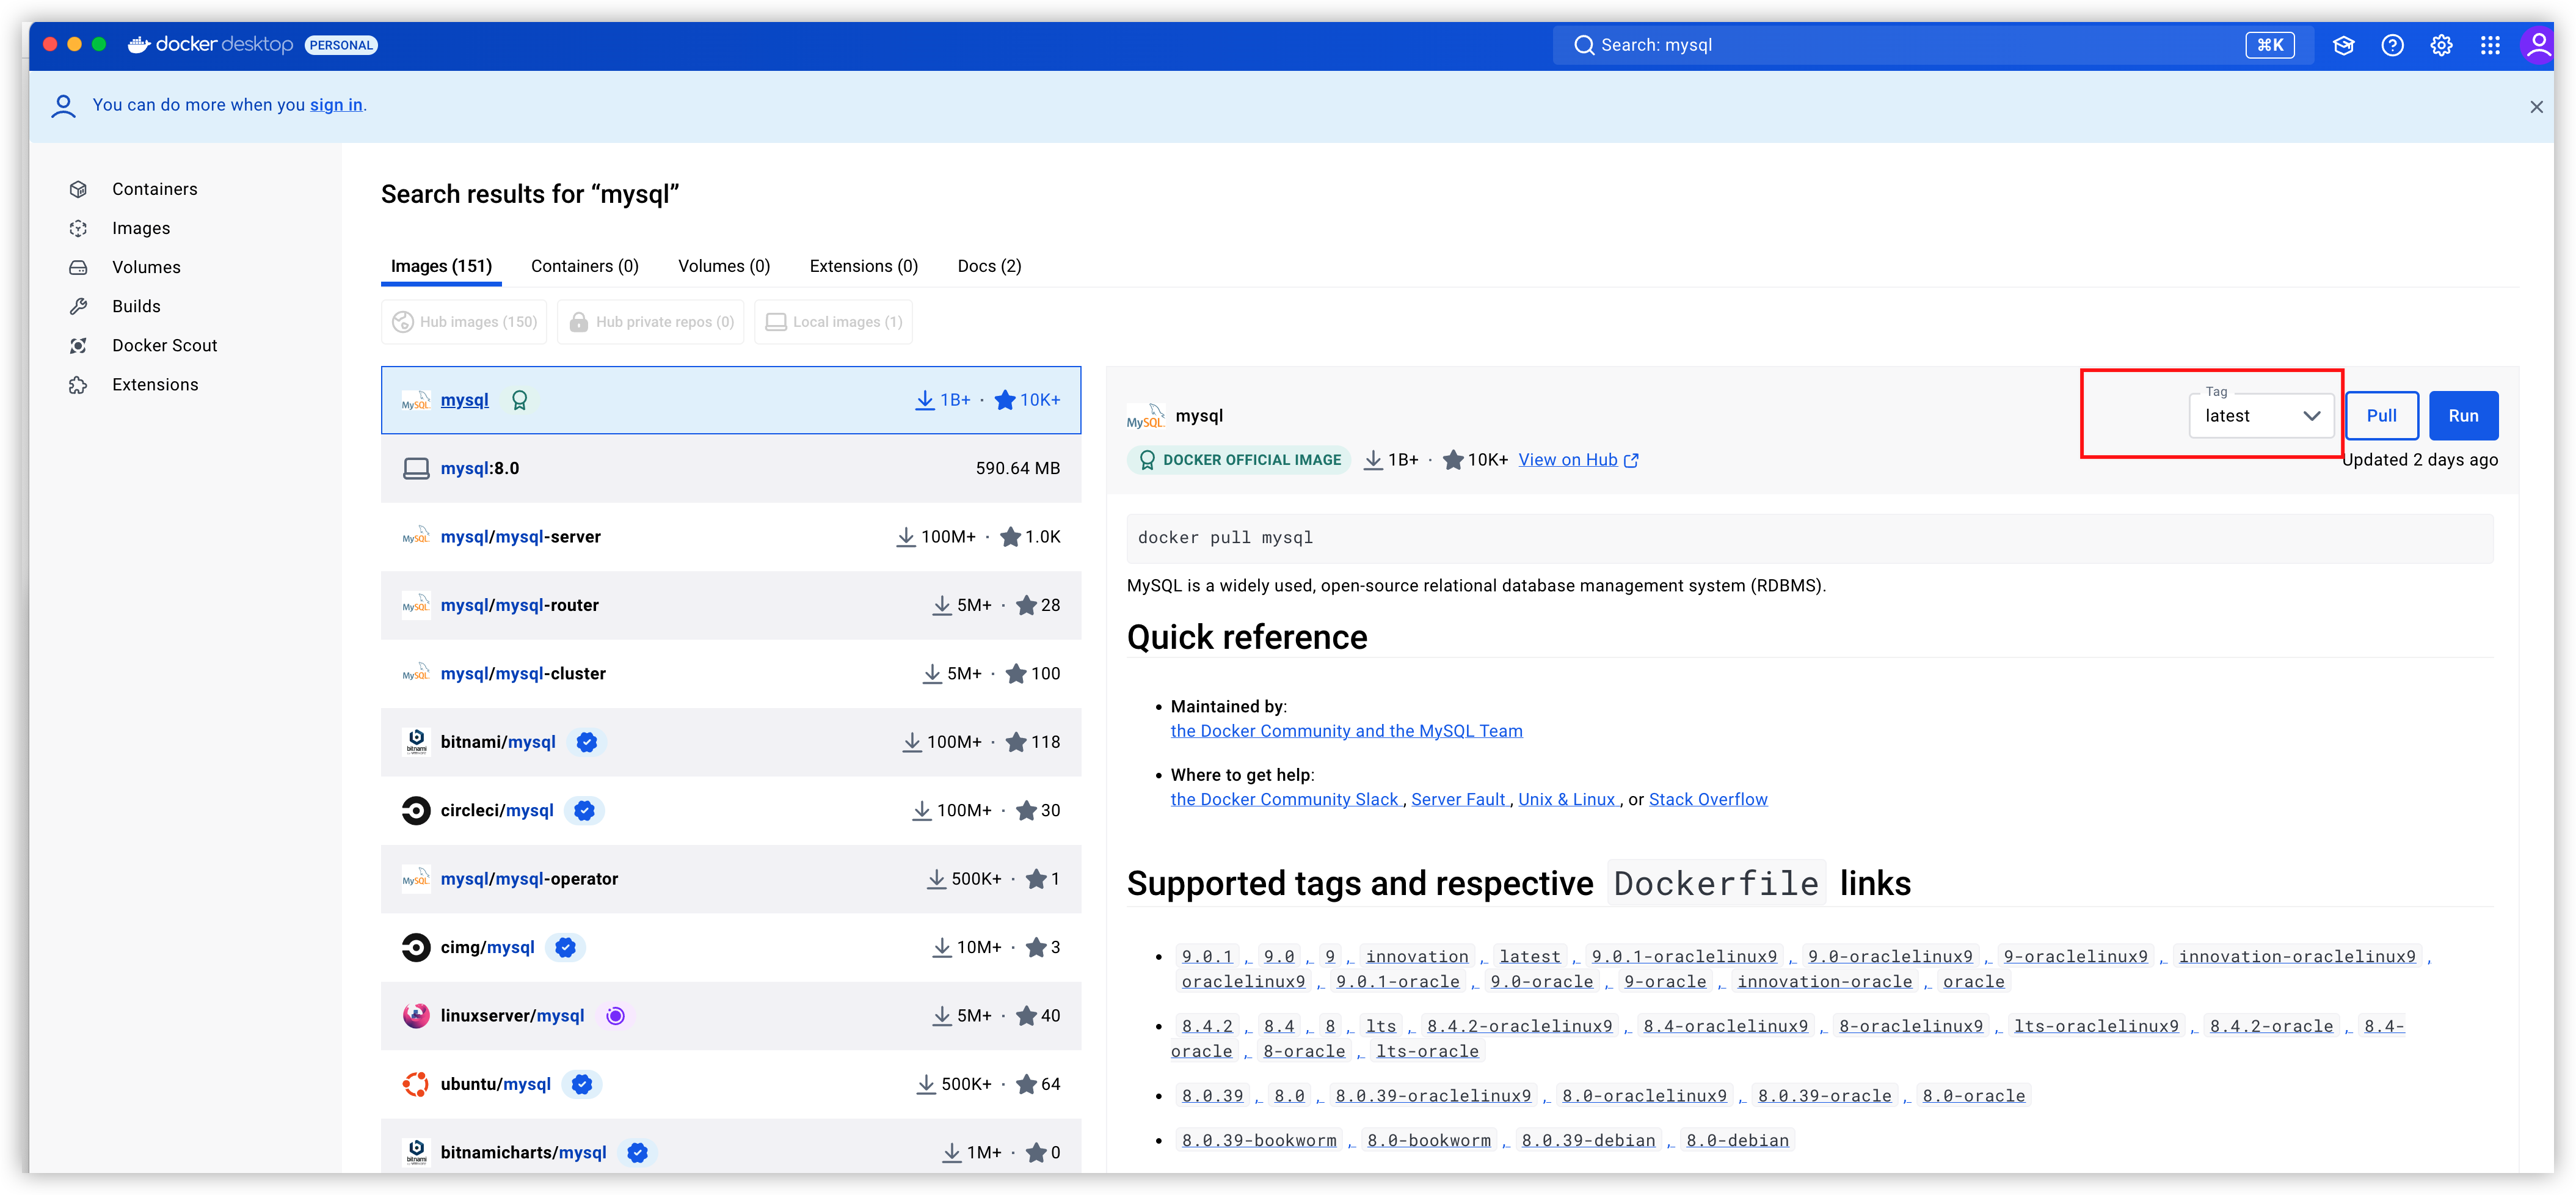 docker desktop PERSONAL
Search: mysql ⌘K
You can do more when you sign in.
Containers
Images
Volumes
Builds
Docker Scout
Extensions
Search results for “mysql”
Images (151) Containers (0) Volumes (0) Extensions (0) Docs (2)
Hub images (150) Hub private repos (0) Local images (1)
MySQL mysql 1B+ · 10K+
mysql:8.0 590.64 MB
MySQL mysql/mysql-server 100M+ · 1.0K
MySQL mysql/mysql-router 5M+ · 28
MySQL mysql/mysql-cluster 5M+ · 100
bitnami bitnami/mysql 100M+ · 118
circleci/mysql 100M+ · 30
MySQL mysql/mysql-operator 500K+ · 1
cimg/mysql 10M+ · 3
linuxserver/mysql 5M+ · 40
ubuntu/mysql 500K+ · 64
bitnami bitnamicharts/mysql 1M+ · 0
MySQL mysql
Tag
latest
Pull
Run
DOCKER OFFICIAL IMAGE 1B+ · 10K+ View on Hub
Updated 2 days ago
docker pull mysql
MySQL is a widely used, open-source relational database management system (RDBMS).
Quick reference
• Maintained by:
the Docker Community and the MySQL Team
• Where to get help:
the Docker Community Slack , Server Fault , Unix & Linux , or Stack Overflow
Supported tags and respective Dockerfile links
• 9.0.1 , 9.0 , 9 , innovation , latest , 9.0.1-oraclelinux9 , 9.0-oraclelinux9 , 9-oraclelinux9 , innovation-oraclelinux9 ,
oraclelinux9 , 9.0.1-oracle , 9.0-oracle , 9-oracle , innovation-oracle , oracle
• 8.4.2 , 8.4 , 8 , lts , 8.4.2-oraclelinux9 , 8.4-oraclelinux9 , 8-oraclelinux9 , lts-oraclelinux9 , 8.4.2-oracle , 8.4-
oracle , 8-oracle , lts-oracle
• 8.0.39 , 8.0 , 8.0.39-oraclelinux9 , 8.0-oraclelinux9 , 8.0.39-oracle , 8.0-oracle
• 8.0.39-bookworm , 8.0-bookworm , 8.0.39-debian , 8.0-debian